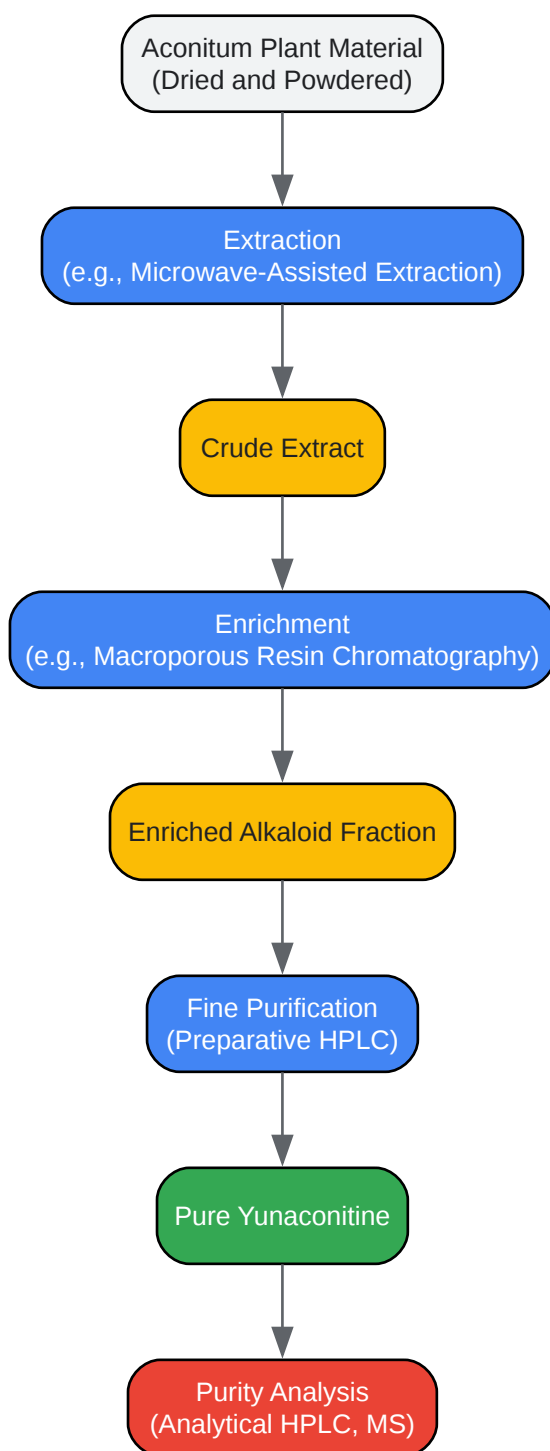 Aconitum Plant Material
(Dried and Powdered)
Extraction
(e.g., Microwave-Assisted Extraction)
Crude Extract
Enrichment
(e.g., Macroporous Resin Chromatography)
Enriched Alkaloid Fraction
Fine Purification
(Preparative HPLC)
Pure Yunaconitine
Purity Analysis
(Analytical HPLC, MS)